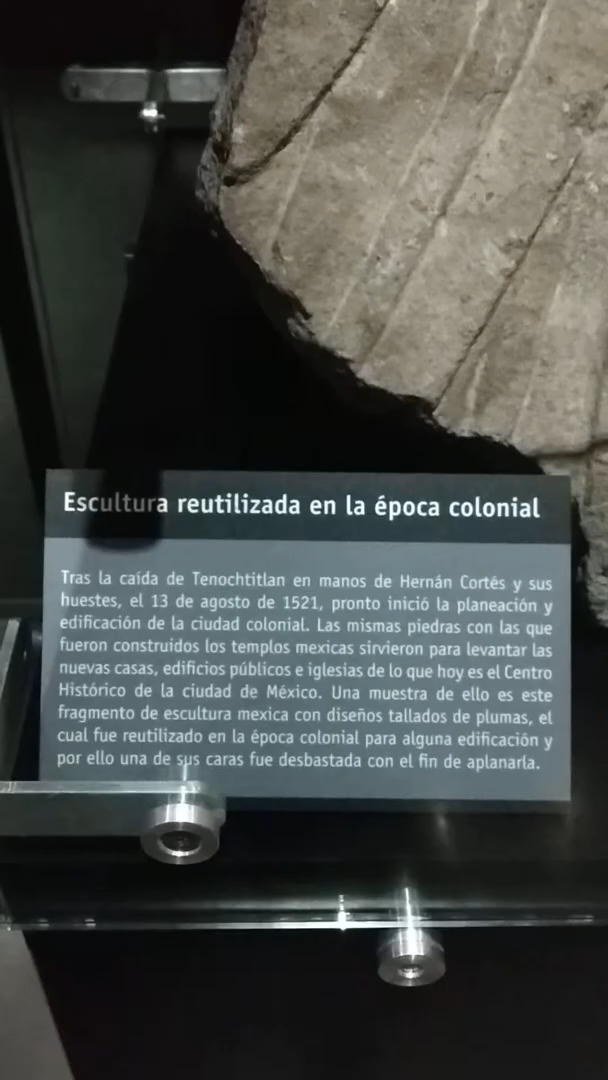 Escultura reutilizada en la época colonial
Tras la caída de Tenochtitlan en manos de Hernán Cortés y sus
huestes, el 13 de agosto de 1521, pronto inició la planeación y
edificación de la ciudad colonial. Las mismas piedras con las que
fueron construidos los templos mexicas sirvieron para levantar las
nuevas casas, edificios públicos e iglesias de lo que hoy es el Centro
Histórico de la ciudad de México. Una muestra de ello es este
fragmento de escultura mexica con diseños tallados de plumas, el
cual fue reutilizado en la época colonial para alguna edificación y
por ello una de sus caras fue desbastada con el fin de aplanarla.